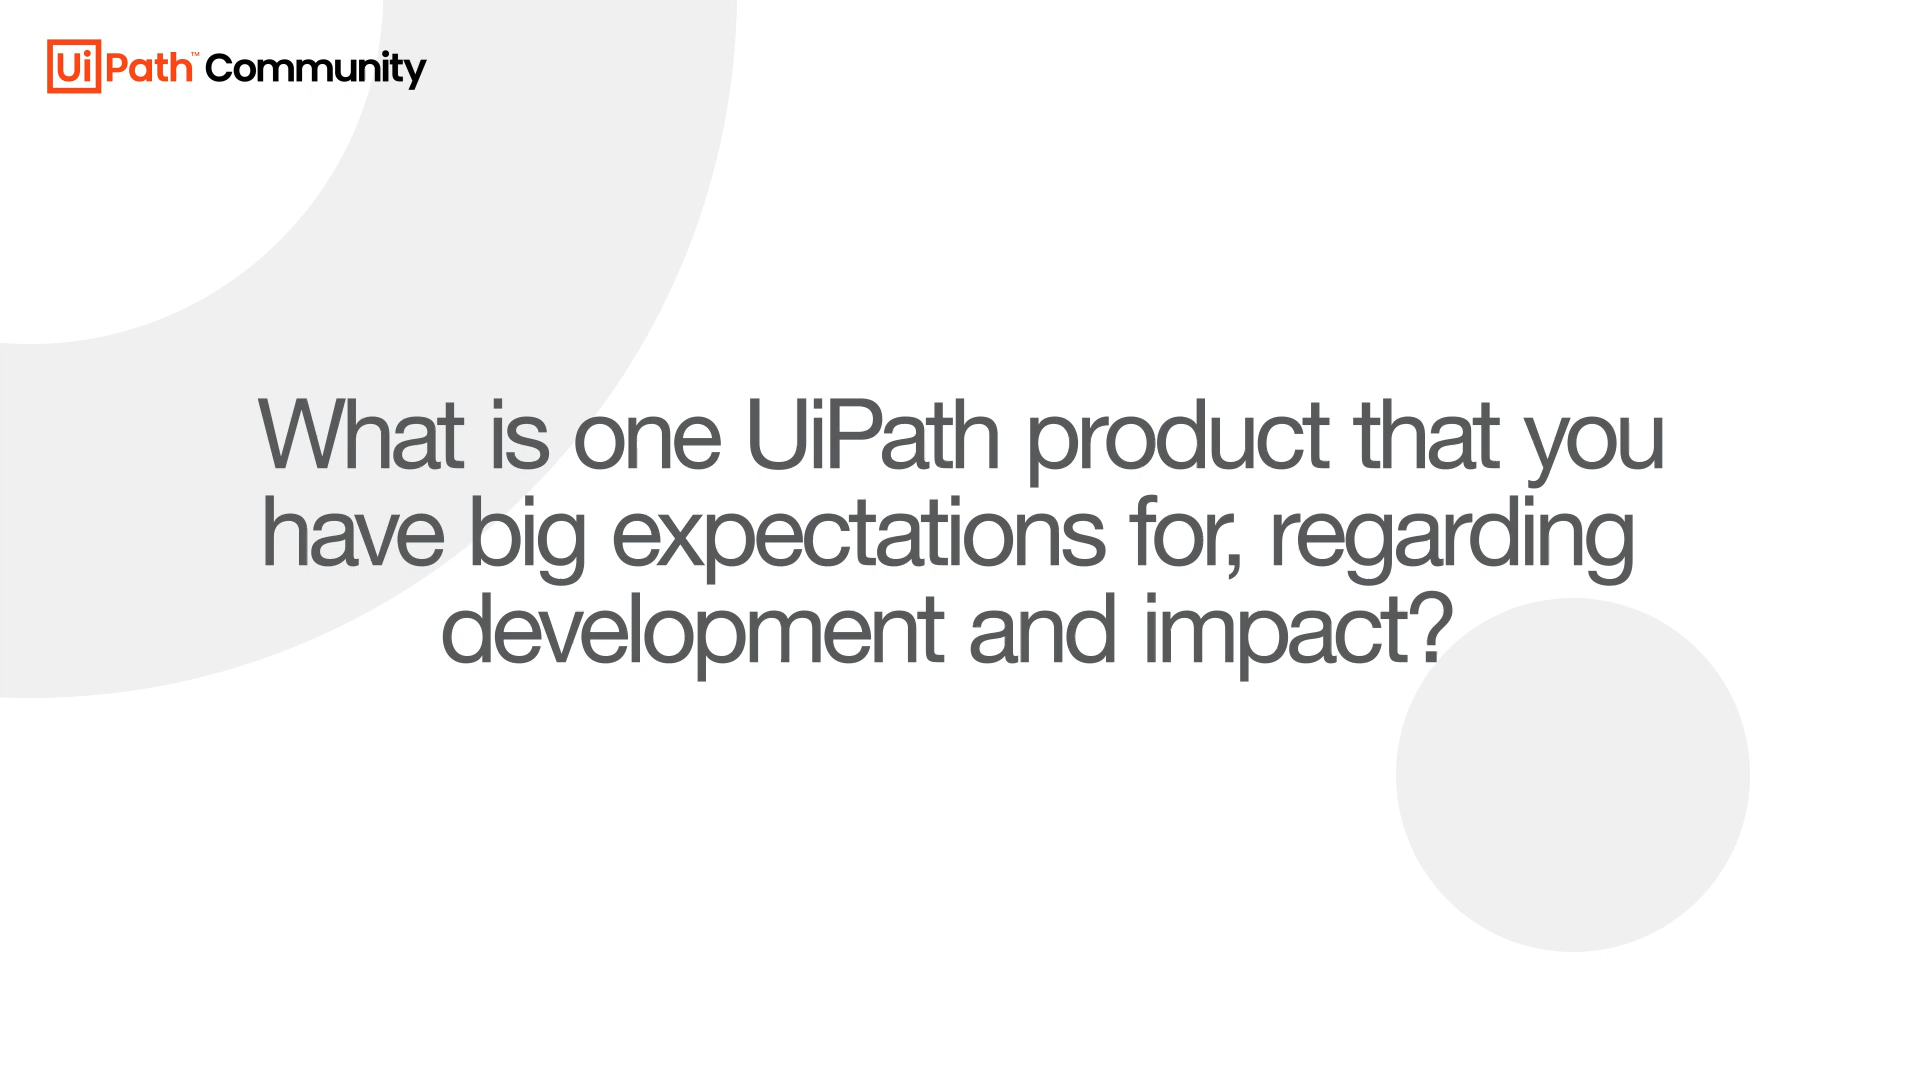 UiPath™ Community
What is one UiPath product that you
have big expectations for, regarding
development and impact?